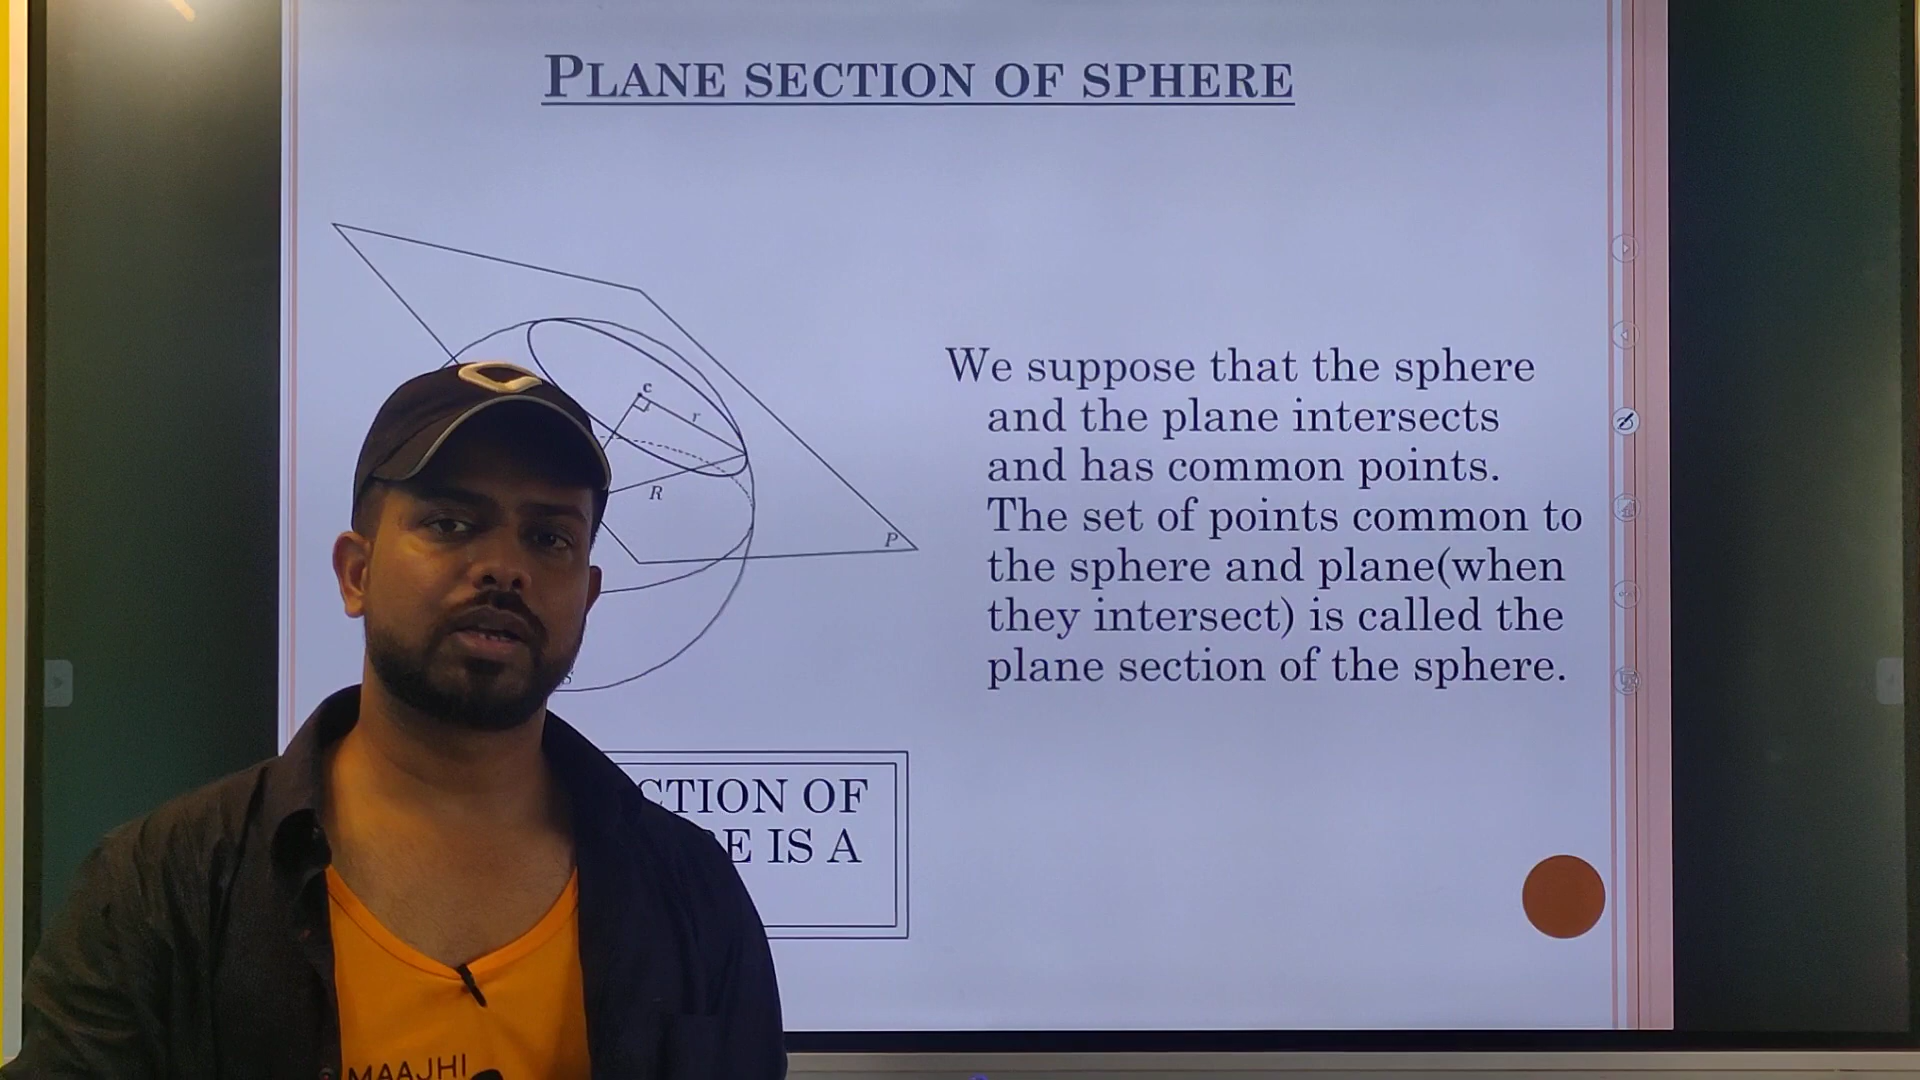 PLANE SECTION OF SPHERE
c
r
R
P
S
We suppose that the sphere
and the plane intersects
and has common points.
The set of points common to
the sphere and plane(when
they intersect) is called the
plane section of the sphere.
CTION OF
E IS A
MAAJHI